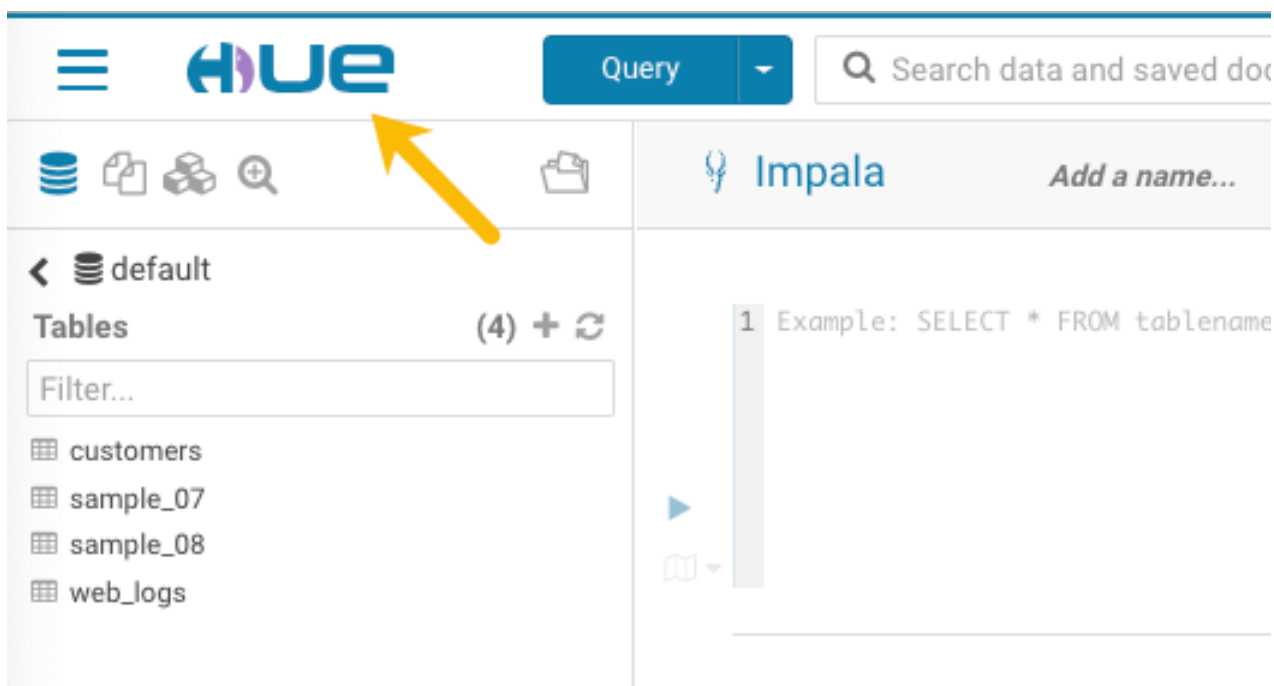 HUE
Query
Search data and saved doc
Impala
Add a name...
default
Tables (4)
Filter...
1 Example: SELECT * FROM tablename
customers
sample_07
sample_08
web_logs